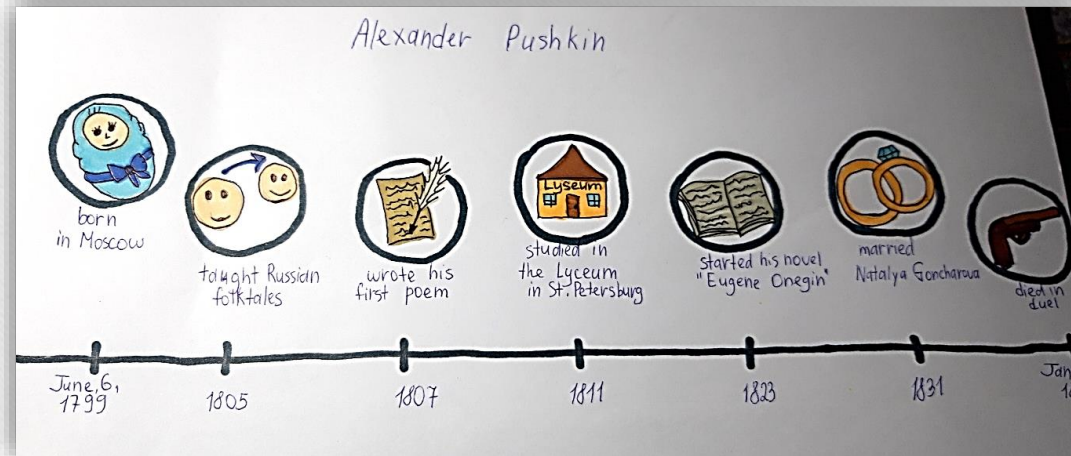 Alexander Pushkin
born
in Moscow
taught Russian
folktales
wrote his
first poem
Lyseum
studied in
the Lyceum
in St. Petersburg
started his novel
"Eugene Onegin"
married
Natalya Goncharova
died in
duel
June, 6,
1799
1805
1807
1811
1823
1831
Jan